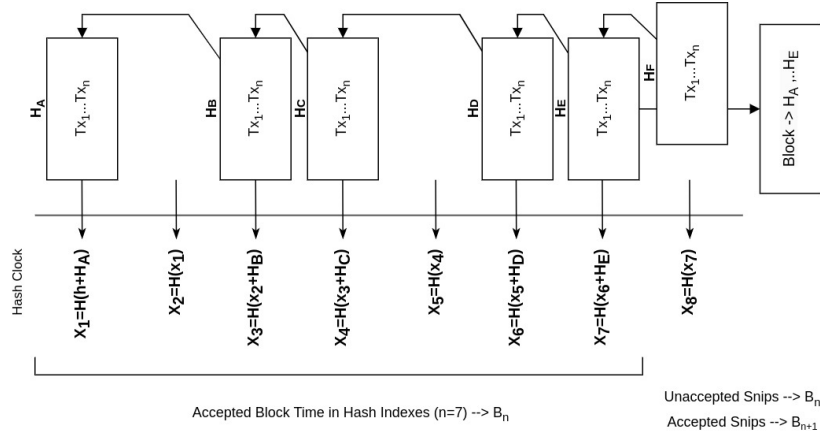 H_A
Tx_1...Tx_n
H_B
Tx_1...Tx_n
H_C
Tx_1...Tx_n
H_D
Tx_1...Tx_n
H_E
Tx_1...Tx_n
H_F
Tx_1...Tx_n
Block -> H_A ...H_E
Hash Clock
X_1=H(h+H_A)
X_2=H(x_1)
X_3=H(x_2+H_B)
X_4=H(x_3+H_C)
X_5=H(x_4)
X_6=H(x_5+H_D)
X_7=H(x_6+H_E)
X_8=H(x_7)
Accepted Block Time in Hash Indexes (n=7) --> B_n
Unaccepted Snips --> B_n
Accepted Snips --> B_{n+1}